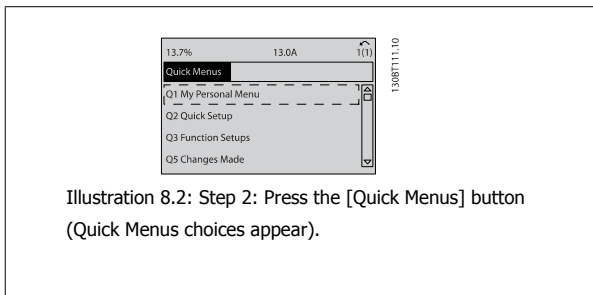 13.7% 13.0A 1(1)
Quick Menus
Q1 My Personal Menu
Q2 Quick Setup
Q3 Function Setups
Q5 Changes Made
130BT111.10
Illustration 8.2: Step 2: Press the [Quick Menus] button
(Quick Menus choices appear).